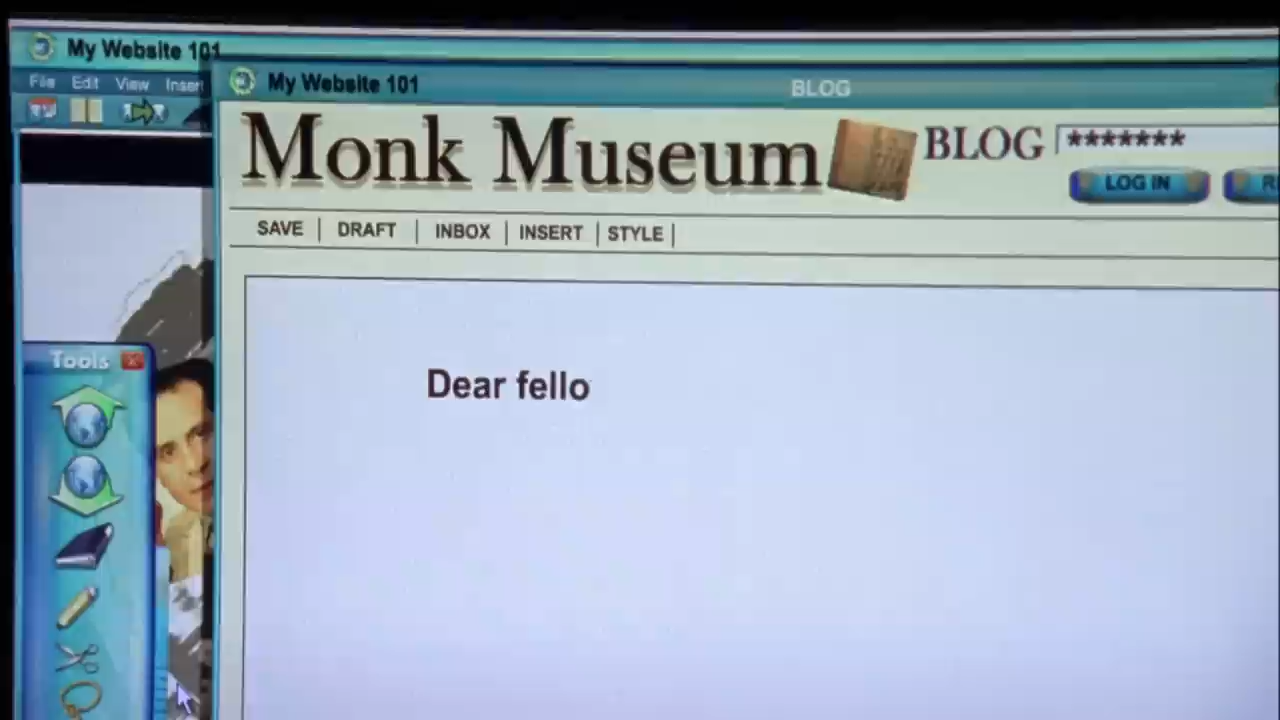 My Website 101
File Edit View Insert
My Website 101 BLOG
Monk Museum BLOG *******
LOG IN
SAVE | DRAFT | INBOX | INSERT | STYLE |
Tools
Dear fello